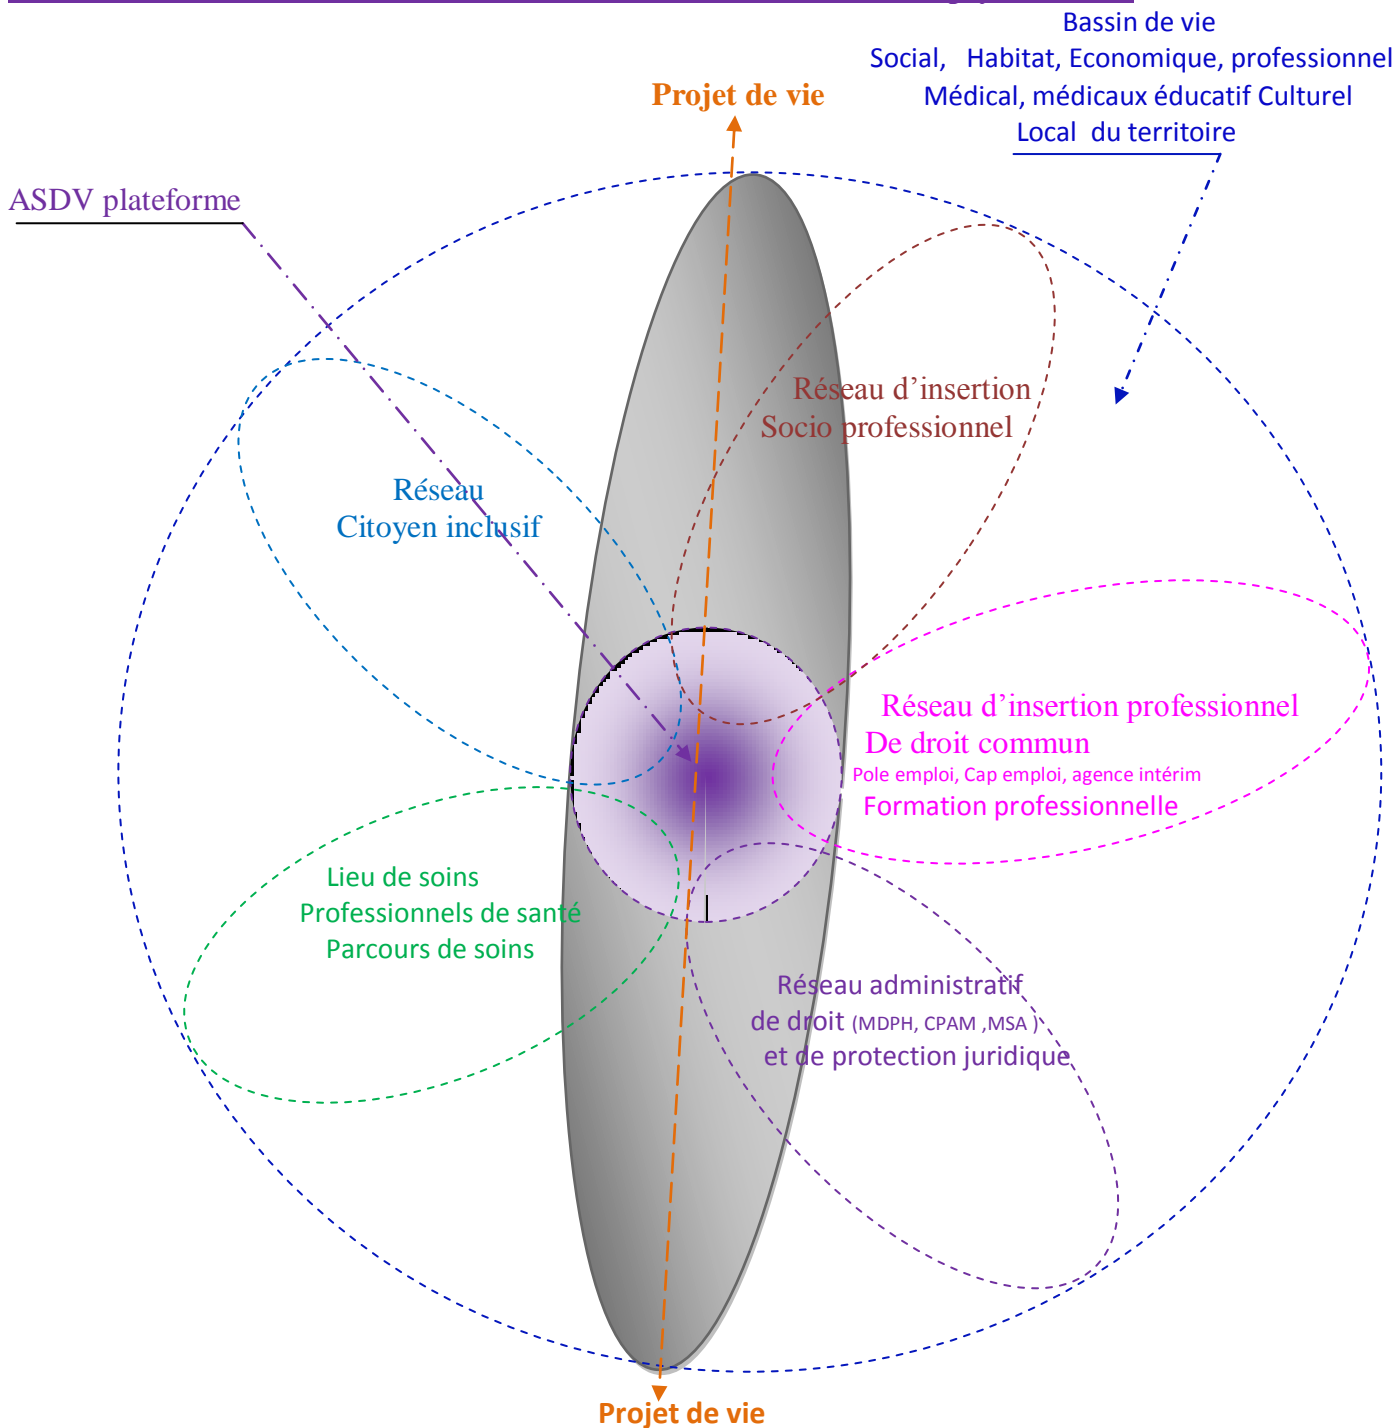 Bassin de vie
Social, Habitat, Economique, professionnel
Médical, médicaux éducatif Culturel
Local du territoire
Projet de vie
ASDV plateforme
Réseau d'insertion
Socio professionnel
Réseau
Citoyen inclusif
Réseau d'insertion professionnel
De droit commun
Pole emploi, Cap emploi, agence intérim
Formation professionnelle
Lieu de soins
Professionnels de santé
Parcours de soins
Réseau administratif
de droit (MDPH, CPAM ,MSA )
et de protection juridique
Projet de vie